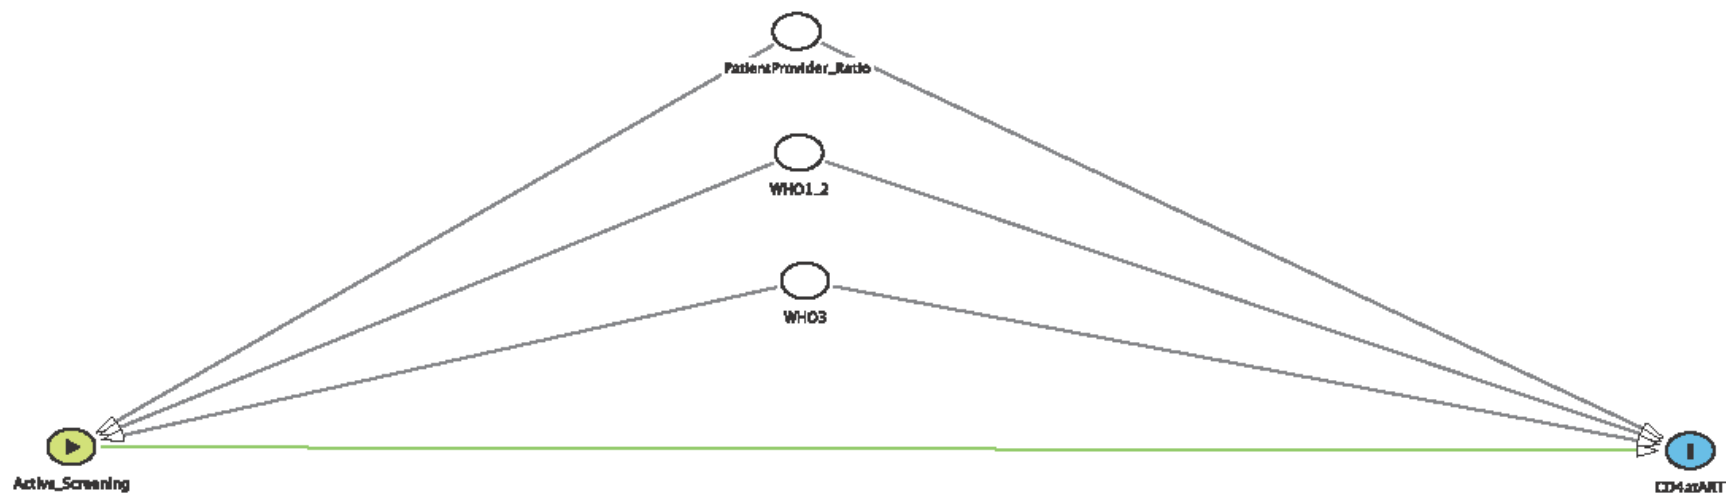 PatientProvider_Ratio
WHO1_2
WHO3
Active_Screening
CD4atART